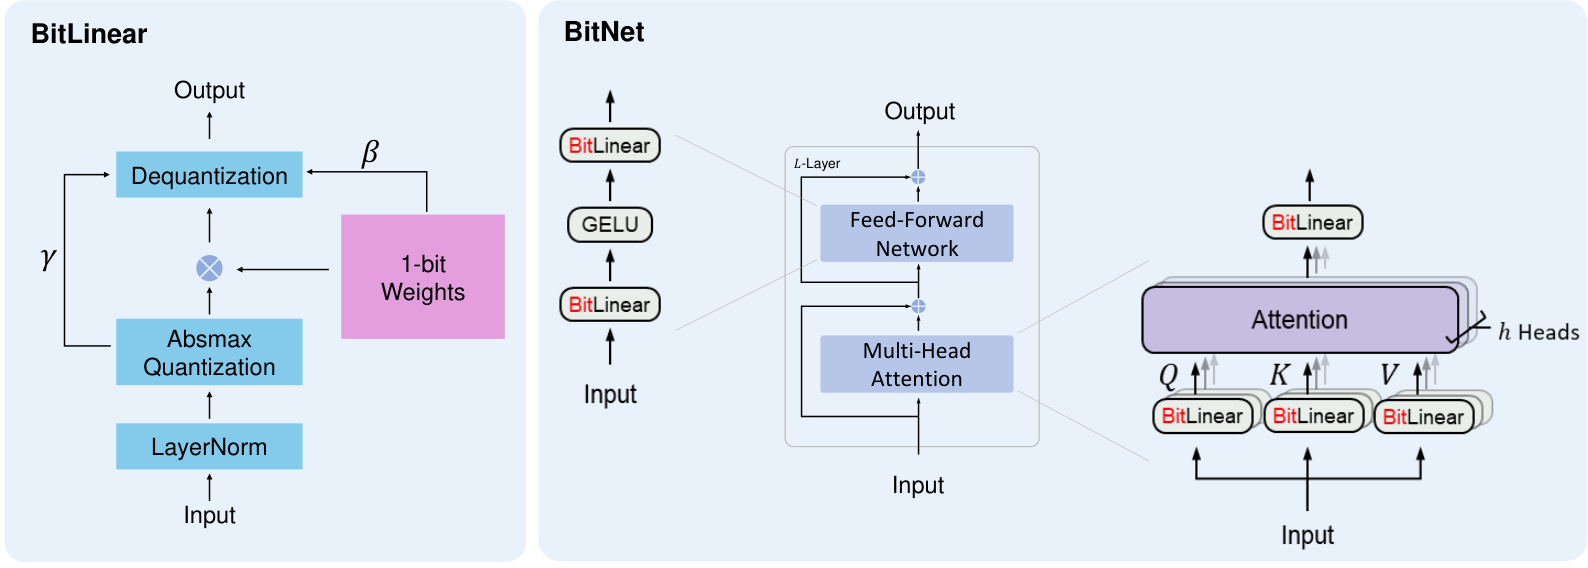 BitLinear
Output
β
Dequantization
γ
1-bit
Weights
Absmax
Quantization
LayerNorm
Input
BitNet
BitLinear
GELU
BitLinear
Input
Output
L-Layer
Feed-Forward
Network
Multi-Head
Attention
Input
BitLinear
Attention
h Heads
Q
K
V
BitLinear
BitLinear
BitLinear
Input